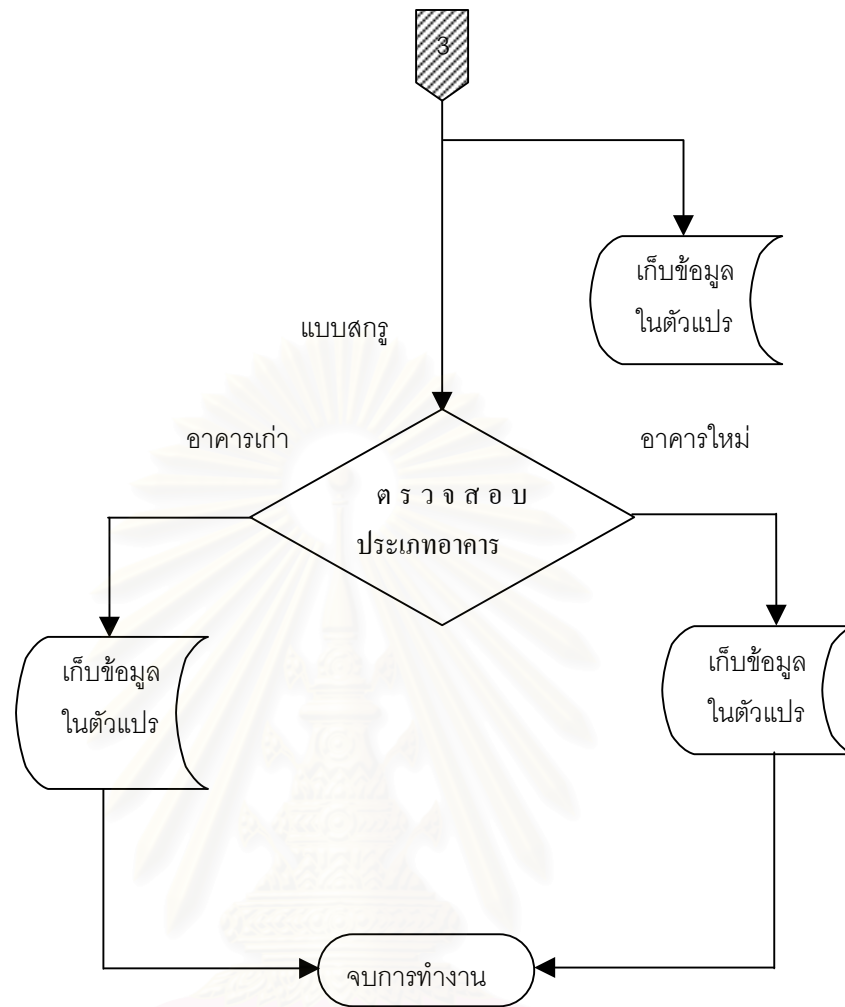 3
เก็บข้อมูล
ในตัวแปร
แบบสกรู
อาคารเก่า
อาคารใหม่
ต ร ว จ ส อ บ
ประเภทอาคาร
เก็บข้อมูล
ในตัวแปร
เก็บข้อมูล
ในตัวแปร
จบการทำงาน